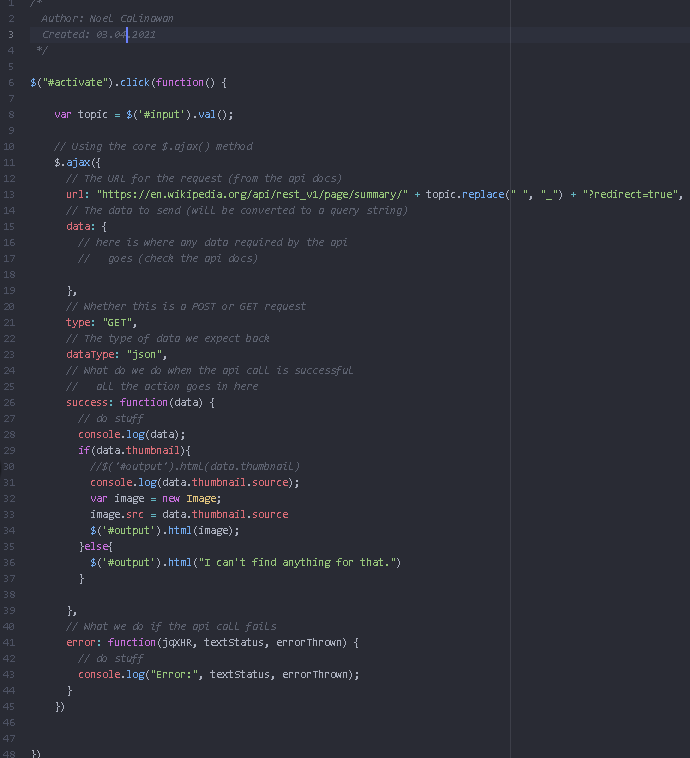 1 /*
2 Author: Noel Calinawan
3 Created: 03.04.2021
4 */
5
6 $("#activate").click(function() {
7
8 var topic = $('#input').val();
9
10 // Using the core $.ajax() method
11 $.ajax({
12 // The URL for the request (from the api docs)
13 url: "https://en.wikipedia.org/api/rest_v1/page/summary/" + topic.replace(" ", "_") + "?redirect=true",
14 // The data to send (will be converted to a query string)
15 data: {
16 // here is where any data required by the api
17 //   goes (check the api docs)
18
19 },
20 // Whether this is a POST or GET request
21 type: "GET",
22 // The type of data we expect back
23 dataType: "json",
24 // What do we do when the api call is successful
25 //   all the action goes in here
26 success: function(data) {
27 // do stuff
28 console.log(data);
29 if(data.thumbnail){
30 //$('#output').html(data.thumbnail)
31 console.log(data.thumbnail.source);
32 var image = new Image;
33 image.src = data.thumbnail.source
34 $('#output').html(image);
35 }else{
36 $('#output').html("I can't find anything for that.")
37 }
38
39 },
40 // What we do if the api call fails
41 error: function(jqXHR, textStatus, errorThrown) {
42 // do stuff
43 console.log("Error:", textStatus, errorThrown);
44 }
45 })
46
47
48 })